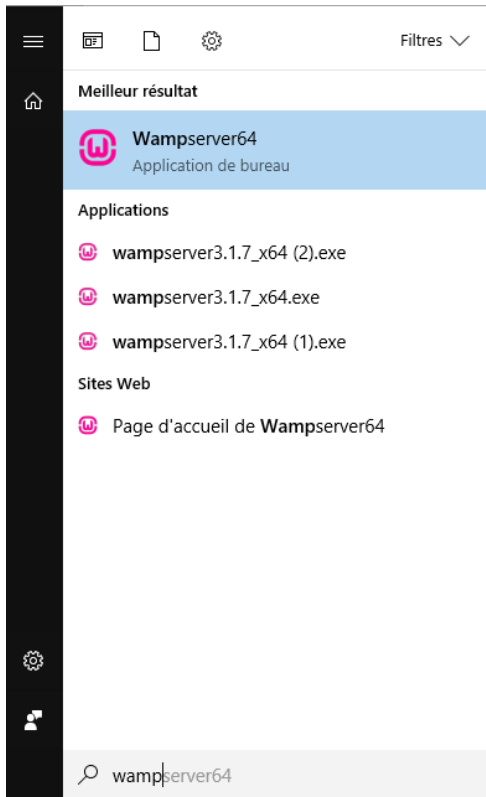 Filtres
Meilleur résultat
Wampserver64
Application de bureau
Applications
wampserver3.1.7_x64 (2).exe
wampserver3.1.7_x64.exe
wampserver3.1.7_x64 (1).exe
Sites Web
Page d'accueil de Wampserver64
wampserver64